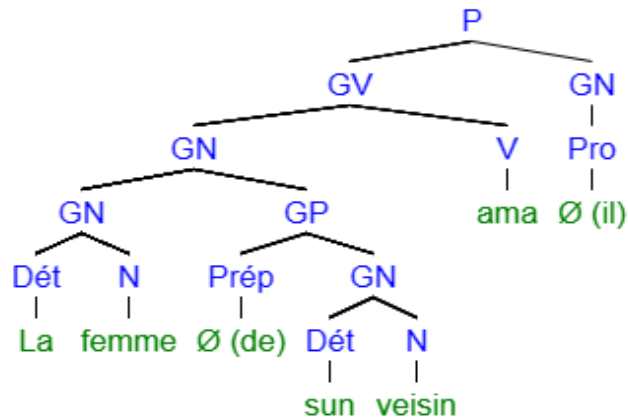 P
GV GN
GN V Pro
GN GP ama Ø (il)
Dét N Prép GN
La femme Ø (de) Dét N
sun veisin